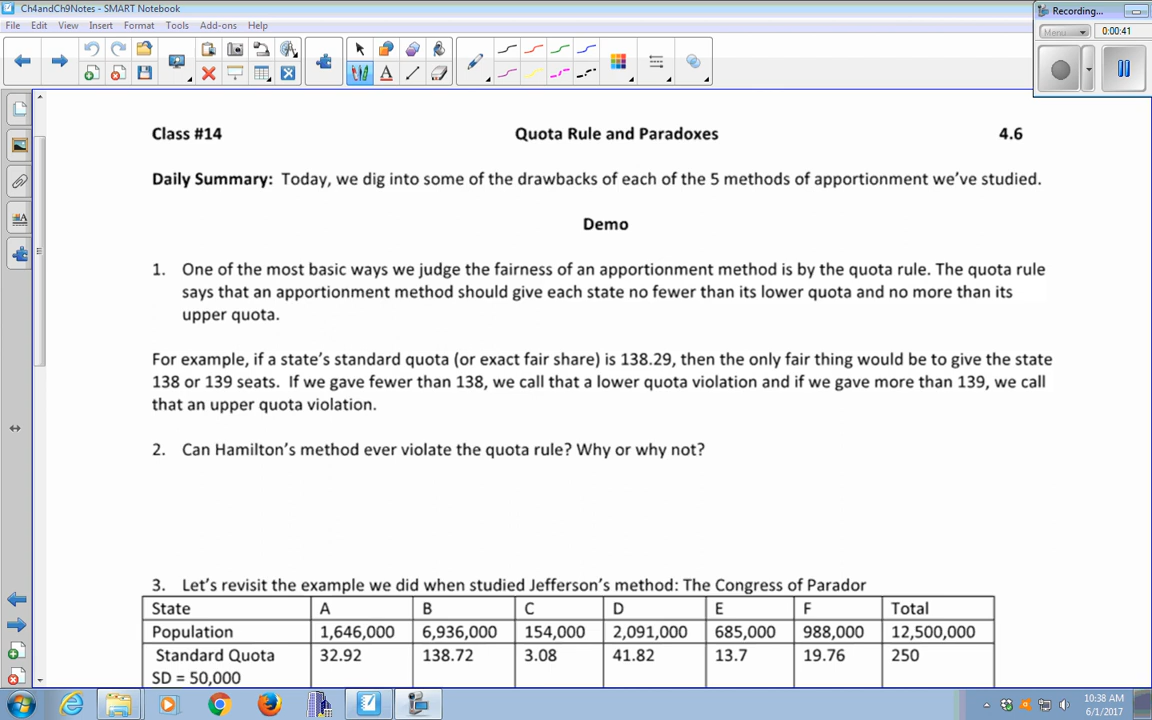 Ch4andCh9Notes - SMART Notebook
File Edit View Insert Format Tools Add-ons Help
Recording...
Menu 0:00:41
Class #14 Quota Rule and Paradoxes 4.6
Daily Summary: Today, we dig into some of the drawbacks of each of the 5 methods of apportionment we've studied.
Demo
1. One of the most basic ways we judge the fairness of an apportionment method is by the quota rule. The quota rule
says that an apportionment method should give each state no fewer than its lower quota and no more than its
upper quota.
For example, if a state's standard quota (or exact fair share) is 138.29, then the only fair thing would be to give the state
138 or 139 seats. If we gave fewer than 138, we call that a lower quota violation and if we gave more than 139, we call
that an upper quota violation.
2. Can Hamilton's method ever violate the quota rule? Why or why not?
3. Let's revisit the example we did when studied Jefferson's method: The Congress of Parador
State A B C D E F Total
Population 1,646,000 6,936,000 154,000 2,091,000 685,000 988,000 12,500,000
Standard Quota 32.92 138.72 3.08 41.82 13.7 19.76 250
SD = 50,000
10:38 AM
6/1/2017